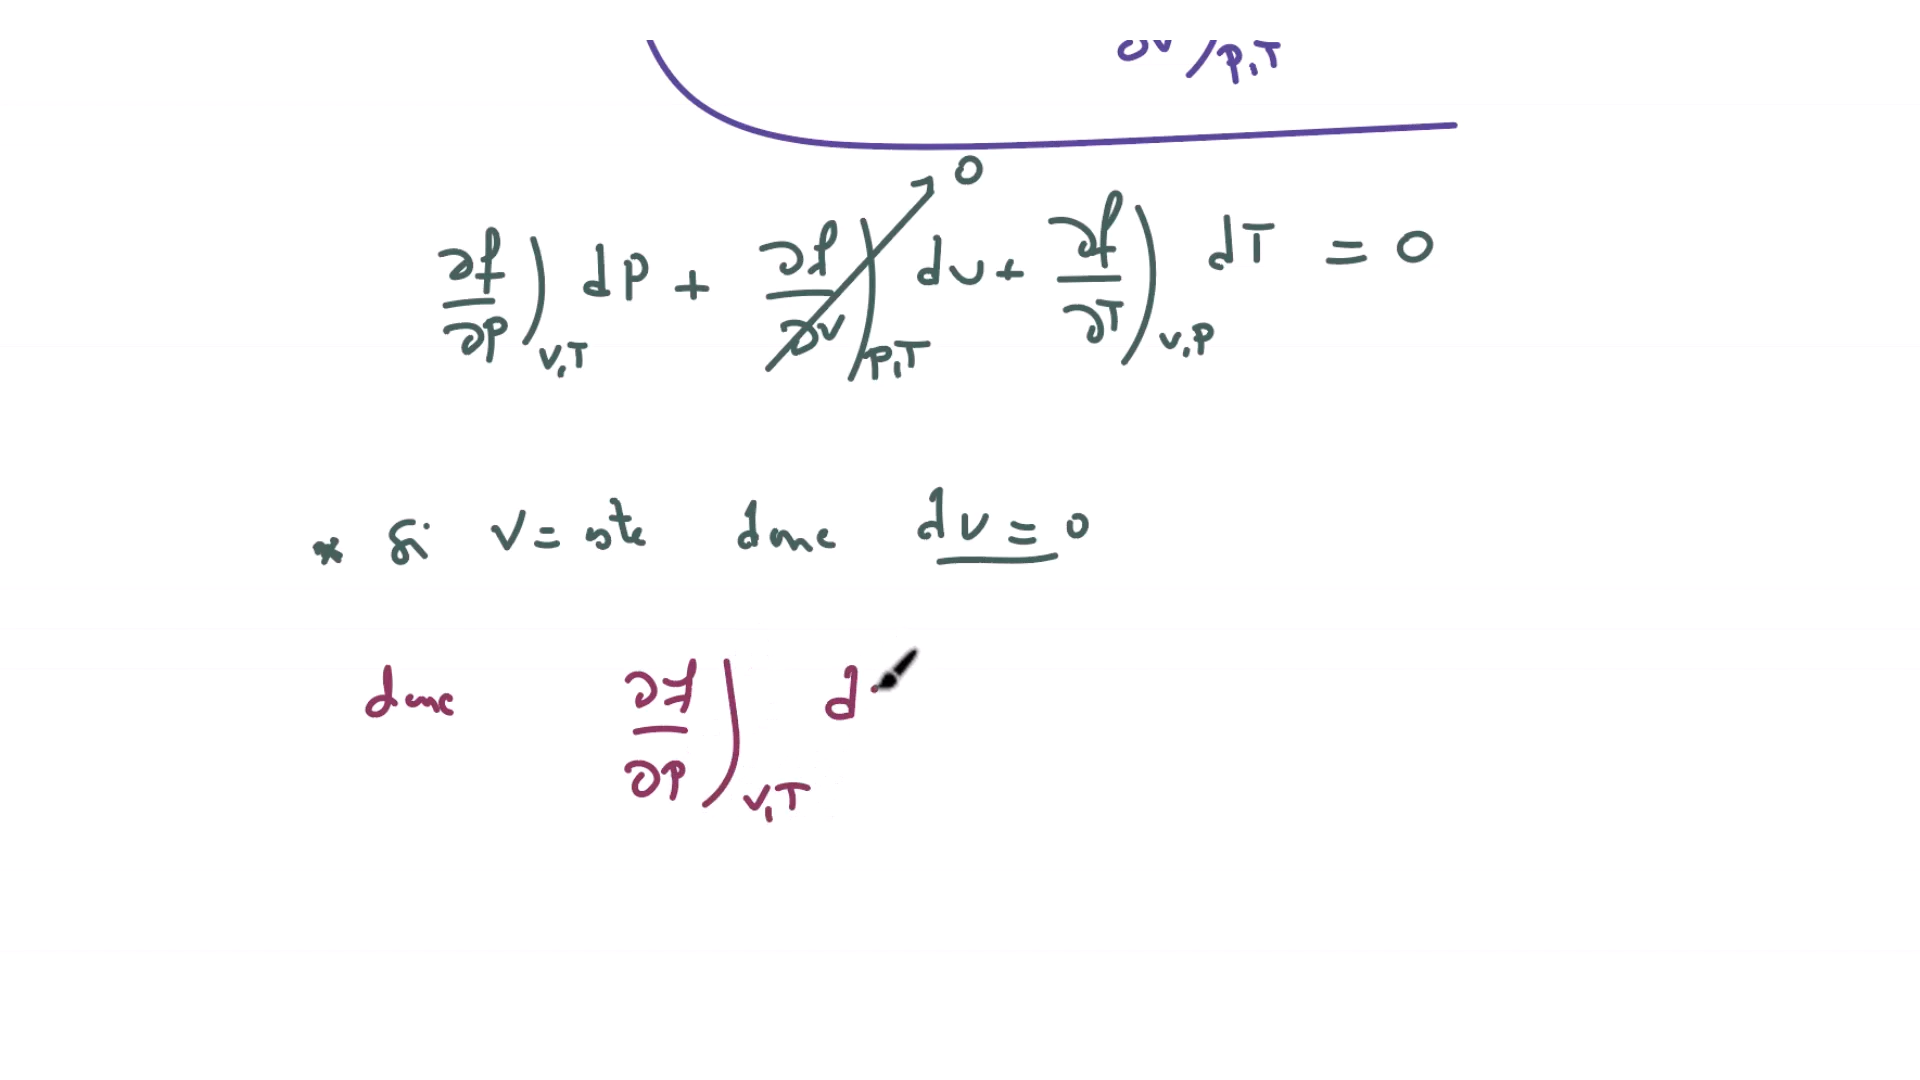 ∂v)p,T
∂f/∂P)v,T dP + ∂f/∂v)P,T dv + ∂f/∂T)v,P dT = 0
0
* Si V = cte donc dv = 0
donc ∂f/∂P)v,T d